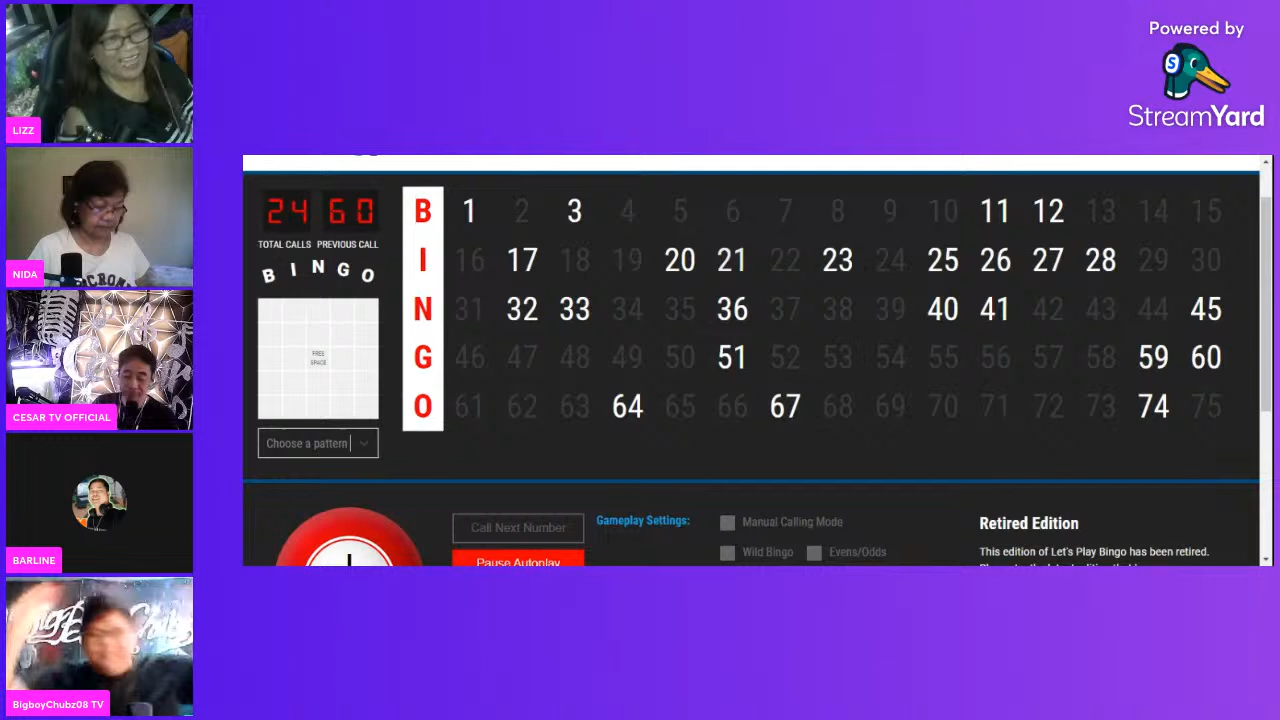 Powered by
StreamYard
LIZZ
NIDA
CESAR TV OFFICIAL
BARLINE
BigboyChubz08 TV
24 60
TOTAL CALLS PREVIOUS CALL
B I N G O
FREE
SPACE
Choose a pattern
B 1 2 3 4 5 6 7 8 9 10 11 12 13 14 15
I 16 17 18 19 20 21 22 23 24 25 26 27 28 29 30
N 31 32 33 34 35 36 37 38 39 40 41 42 43 44 45
G 46 47 48 49 50 51 52 53 54 55 56 57 58 59 60
O 61 62 63 64 65 66 67 68 69 70 71 72 73 74 75
Call Next Number
Pause Autoplay
Gameplay Settings:
Manual Calling Mode
Wild Bingo
Evens/Odds
Retired Edition
This edition of Let's Play Bingo has been retired.